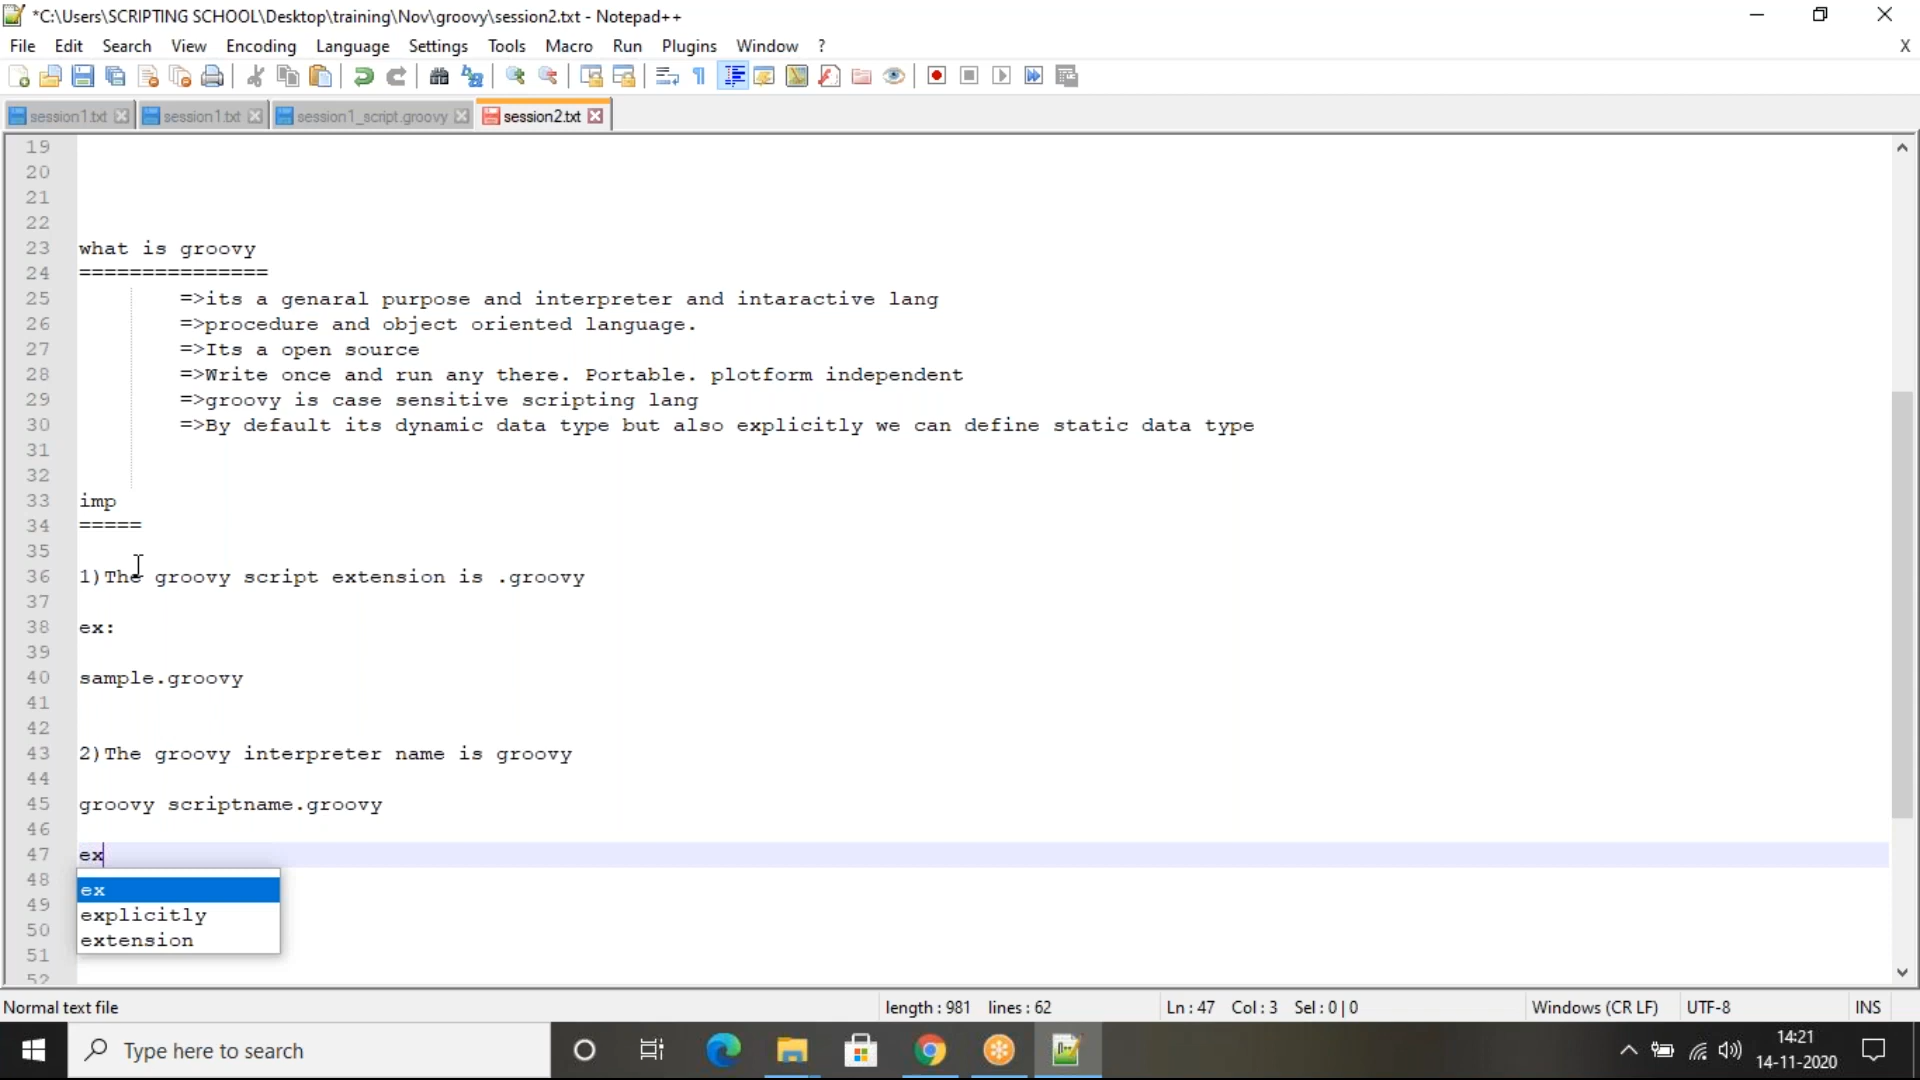 *C:\Users\SCRIPTING SCHOOL\Desktop\training\Nov\groovy\session2.txt - Notepad++
File Edit Search View Encoding Language Settings Tools Macro Run Plugins Window ? X
session1.txt session1.txt session1_script.groovy session2.txt
19
20
21
22
23 what is groovy
24 ===============
25 =>its a genaral purpose and interpreter and intaractive lang
26 =>procedure and object oriented language.
27 =>Its a open source
28 =>Write once and run any there. Portable. plotform independent
29 =>groovy is case sensitive scripting lang
30 =>By default its dynamic data type but also explicitly we can define static data type
31
32
33 imp
34 =====
35
36 1)The groovy script extension is .groovy
37
38 ex:
39
40 sample.groovy
41
42
43 2)The groovy interpreter name is groovy
44
45 groovy scriptname.groovy
46
47 ex
48 ex
49 explicitly
50 extension
51
52
Normal text file length : 981 lines : 62 Ln : 47 Col : 3 Sel : 0 | 0 Windows (CR LF) UTF-8 INS
Type here to search
14:21
14-11-2020